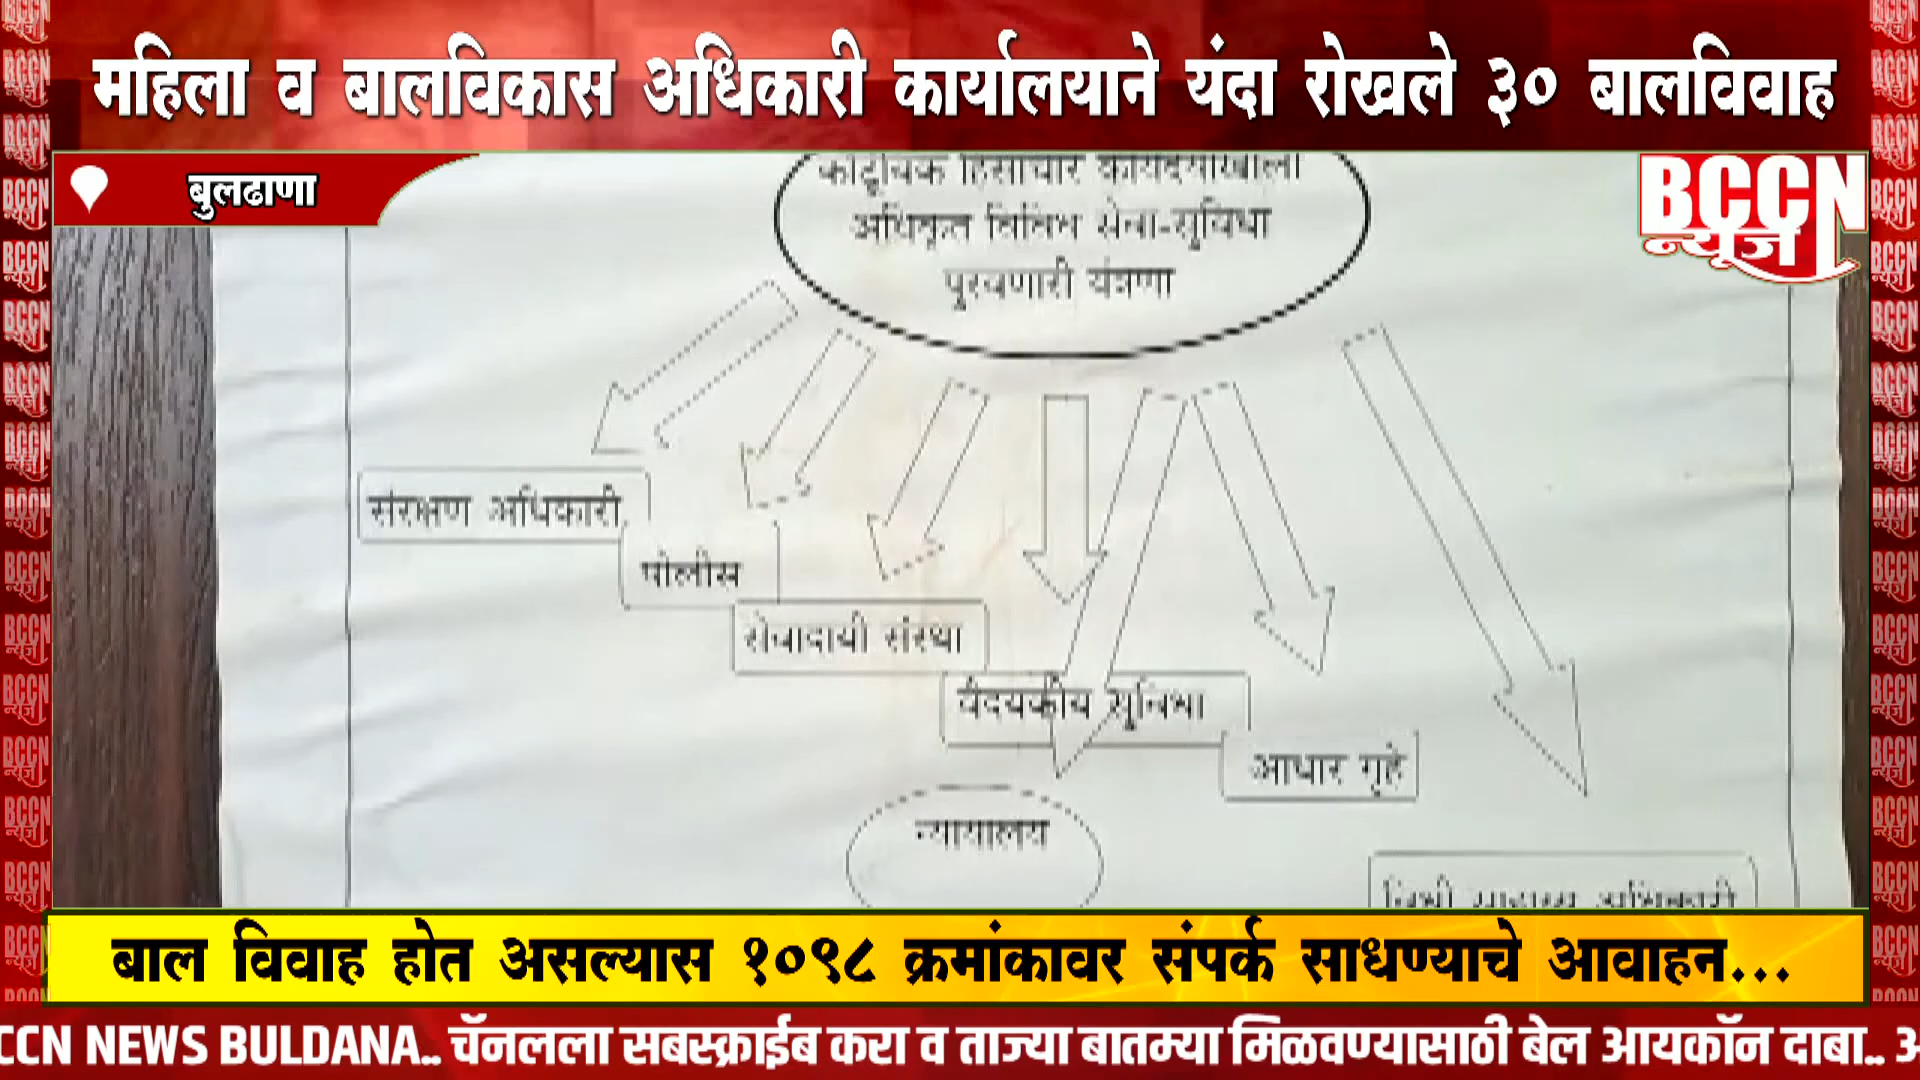 महिला व बालविकास अधिकारी कार्यालयाने यंदा रोखले ३० बालविवाह
बुलढाणा
BCCN
न्यूज
अधिकृत विविध सेवा-सुविधा
पुरवणारी यंत्रणा
संरक्षण अधिकारी
पोलीस
सेवादायी संस्था
वैदयकीय सुविधा
आधार गृहे
न्यायालय
बाल विवाह होत असल्यास १०९८ क्रमांकावर संपर्क साधण्याचे आवाहन...
CCN NEWS BULDANA.. चॅनलला सबस्क्राईब करा व ताज्या बातम्या मिळवण्यासाठी बेल आयकॉन दाबा..